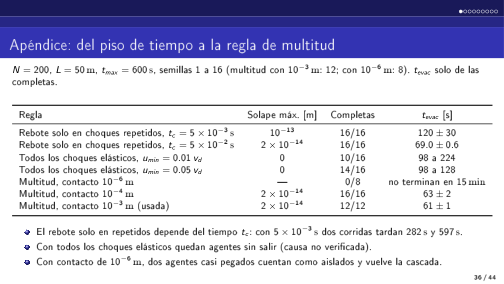 Apéndice: del piso de tiempo a la regla de multitud
N = 200, L = 50 m, t_max = 600 s, semillas 1 a 16 (multitud con 10⁻³ m: 12; con 10⁻⁶ m: 8). t_evac solo de las
completas.
Regla Solape máx. [m] Completas t_evac [s]
Rebote solo en choques repetidos, t_c = 5 × 10⁻³ s 10⁻¹³ 16/16 120 ± 30
Rebote solo en choques repetidos, t_c = 5 × 10⁻² s 2 × 10⁻¹⁴ 16/16 69.0 ± 0.6
Todos los choques elásticos, u_min = 0.01 v_d 0 10/16 98 a 224
Todos los choques elásticos, u_min = 0.05 v_d 0 14/16 98 a 128
Multitud, contacto 10⁻⁶ m — 0/8 no terminan en 15 min
Multitud, contacto 10⁻⁴ m 2 × 10⁻¹⁴ 16/16 63 ± 2
Multitud, contacto 10⁻³ m (usada) 2 × 10⁻¹⁴ 12/12 61 ± 1
El rebote solo en repetidos depende del tiempo t_c: con 5 × 10⁻³ s dos corridas tardan 282 s y 597 s.
Con todos los choques elásticos quedan agentes sin salir (causa no verificada).
Con contacto de 10⁻⁶ m, dos agentes casi pegados cuentan como aislados y vuelve la cascada.
36 / 44